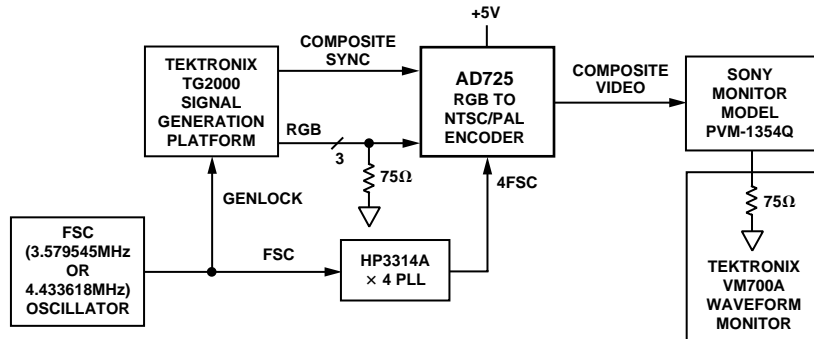 +5V
COMPOSITE
SYNC
TEKTRONIX
TG2000
SIGNAL
GENERATION
PLATFORM
RGB
3
75Ω
GENLOCK
AD725
RGB TO
NTSC/PAL
ENCODER
COMPOSITE
VIDEO
SONY
MONITOR
MODEL
PVM-1354Q
4FSC
75Ω
FSC
(3.579545MHz
OR
4.433618MHz)
OSCILLATOR
FSC
HP3314A
× 4 PLL
TEKTRONIX
VM700A
WAVEFORM
MONITOR